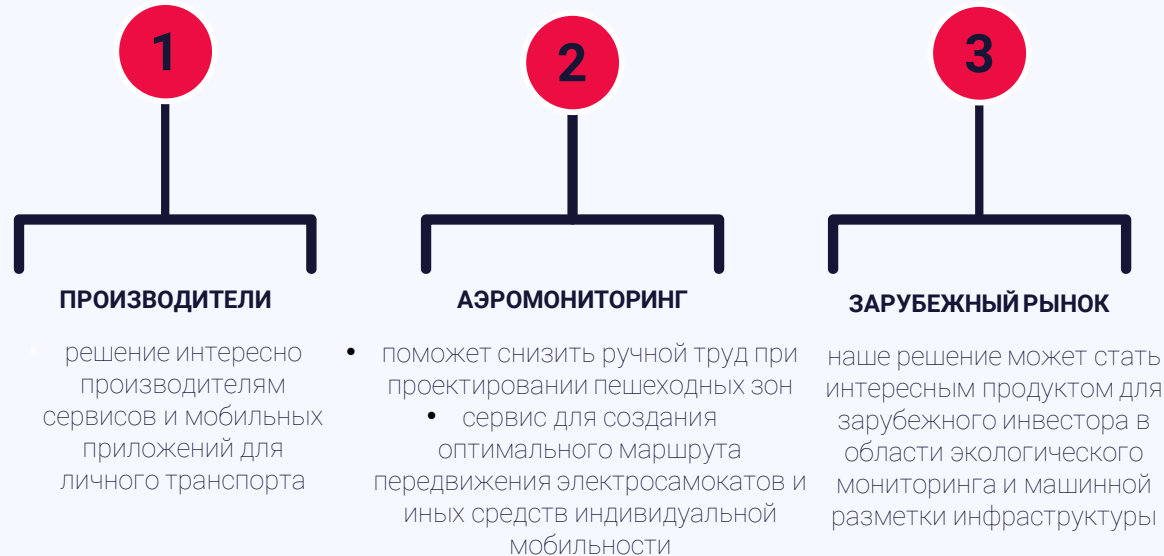 1
ПРОИЗВОДИТЕЛИ
решение интересно
производителям
сервисов и мобильных
приложений для
личного транспорта
2
АЭРОМОНИТОРИНГ
• поможет снизить ручной труд при
проектировании пешеходных зон
• сервис для создания
оптимального маршрута
передвижения электросамокатов и
иных средств индивидуальной
мобильности
3
ЗАРУБЕЖНЫЙ РЫНОК
наше решение может стать
интересным продуктом для
зарубежного инвестора в
области экологического
мониторинга и машинной
разметки инфраструктуры